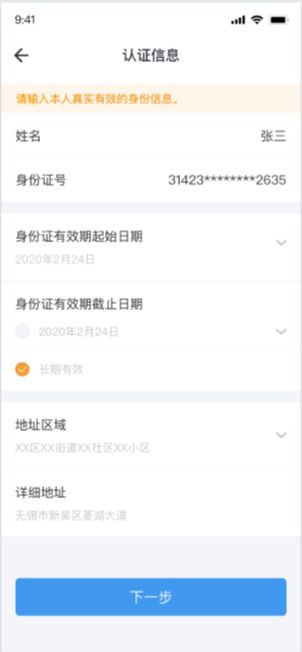 9:41
认证信息
请输入本人真实有效的身份信息。
姓名 张三
身份证号 31423********2635
身份证有效期起始日期
2020年2月24日
身份证有效期截止日期
2020年2月24日
长期有效
地址区域
XX区XX街道XX社区XX小区
详细地址
无锡市新吴区菱湖大道
下一步